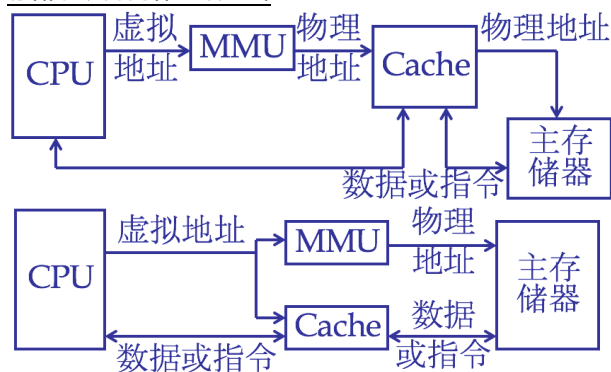 CPU
虚拟
地址
MMU
物理
地址
Cache
物理地址
主存
储器
数据或指令
CPU
虚拟地址
MMU
物理
地址
主存
储器
Cache
数据
或指令
数据或指令